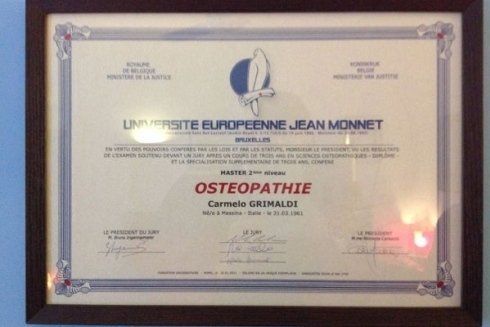 ROYAUME
DE BELGIQUE
MINISTERE DE LA JUSTICE
KONINKRIJK
BELGIË
MINISTERIE VAN JUSTITIE
UNIVERSITE EUROPEENNE JEAN MONNET
BRUXELLES
EN VERTU DES POUVOIRS CONFERES PAR LES LOIS ET PAR LES STATUTS, MONSIEUR LE PRESIDENT, VU LES RESULTATS
DE L'EXAMEN SOUTENU DEVANT UN JURY APRES UN COURS DE TROIS ANS EN SCIENCES OSTEOPATHIQUES - DIPLÔME -
ET LA SPECIALISATION SUPPLEMENTAIRE DE TROIS ANS, CONFERE
MASTER 2ème niveau
OSTEOPATHIE
Carmelo GRIMALDI
Né/e à Messina - Italie - le 21.03.1961
LE PRESIDENT DU JURY
M. Bruno
LE JURY
LE PRESIDENT